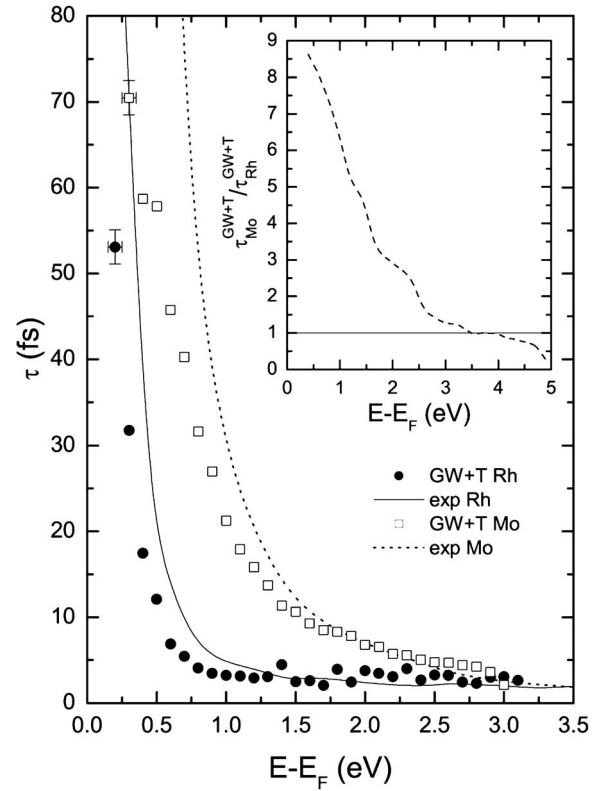 80
70
60
50
40
30
20
10
0
τ (fs)
0.0 0.5 1.0 1.5 2.0 2.5 3.0 3.5
E-E_F (eV)
9
8
7
6
5
4
3
2
1
0
τ_Mo^GW+T/τ_Rh^GW+T
0 1 2 3 4 5
E-E_F (eV)
GW+T Rh
exp Rh
GW+T Mo
exp Mo